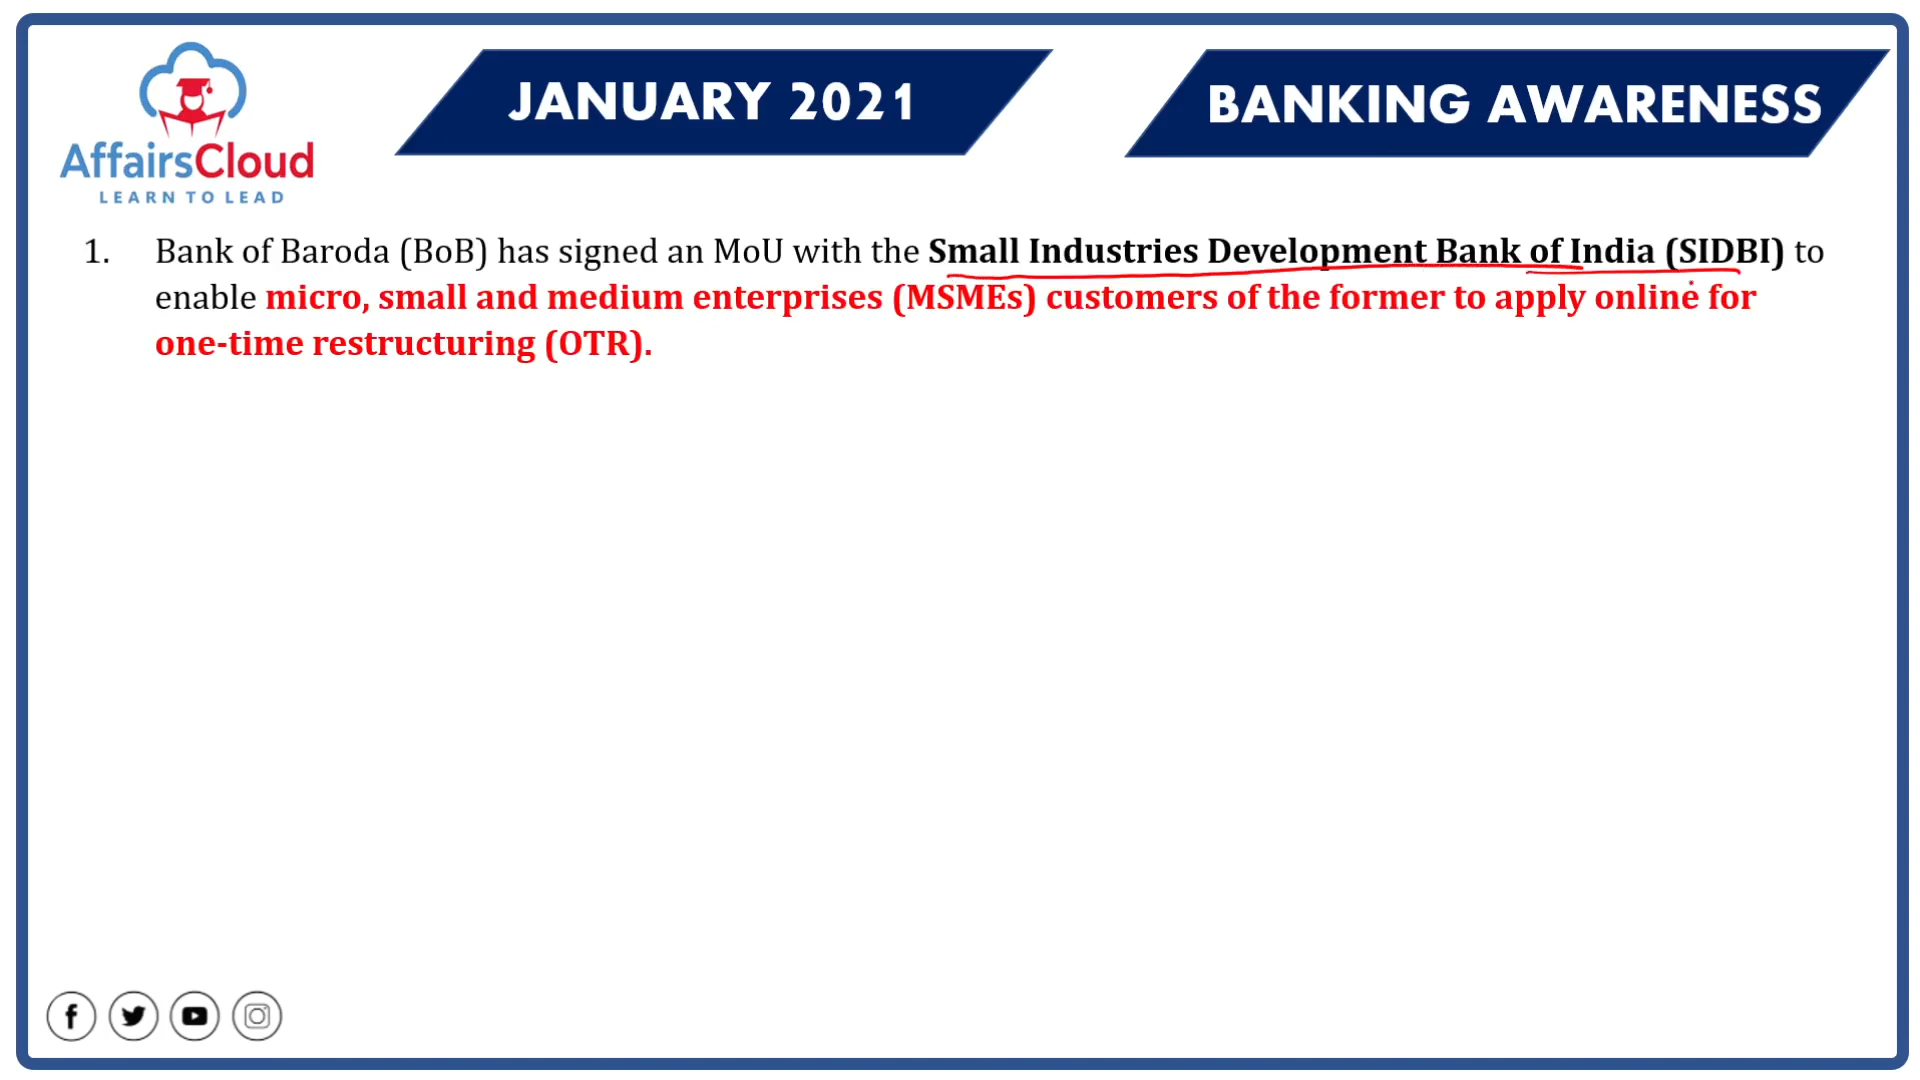 AffairsCloud
LEARN TO LEAD
JANUARY 2021
BANKING AWARENESS
1. Bank of Baroda (BoB) has signed an MoU with the Small Industries Development Bank of India (SIDBI) to
enable micro, small and medium enterprises (MSMEs) customers of the former to apply online for
one-time restructuring (OTR).